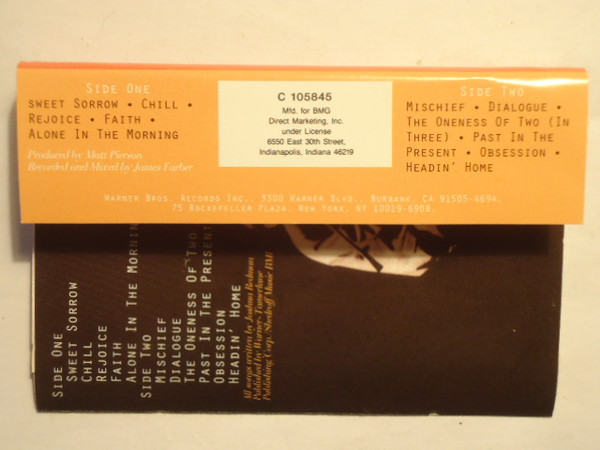 SIDE ONE
SWEET SORROW • CHILL •
REJOICE • FAITH •
ALONE IN THE MORNING
Produced by Matt Pierson
Recorded and Mixed by James Farber
C 105845
Mfd. for BMG
Direct Marketing, Inc.
under License
6550 East 30th Street,
Indianapolis, Indiana 46219
SIDE TWO
MISCHIEF • DIALOGUE •
THE ONENESS OF TWO (IN
THREE) • PAST IN THE
PRESENT • OBSESSION •
HEADIN' HOME
WARNER BROS. RECORDS INC., 3300 WARNER BLVD., BURBANK, CA 91505-4694.
75 ROCKEFELLER PLAZA, NEW YORK, NY 10019-6908.
SIDE ONE
SWEET SORROW
CHILL
REJOICE
FAITH
ALONE IN THE MORNIN
SIDE TWO
MISCHIEF
DIALOGUE
THE ONENESS OF TWO
PAST IN THE PRESENT
OBSESSION
HEADIN' HOME
All songs written by Joshua Redman
Published by Warner-Tamerlane
Publishing Corp./Sheduoff Music BMI